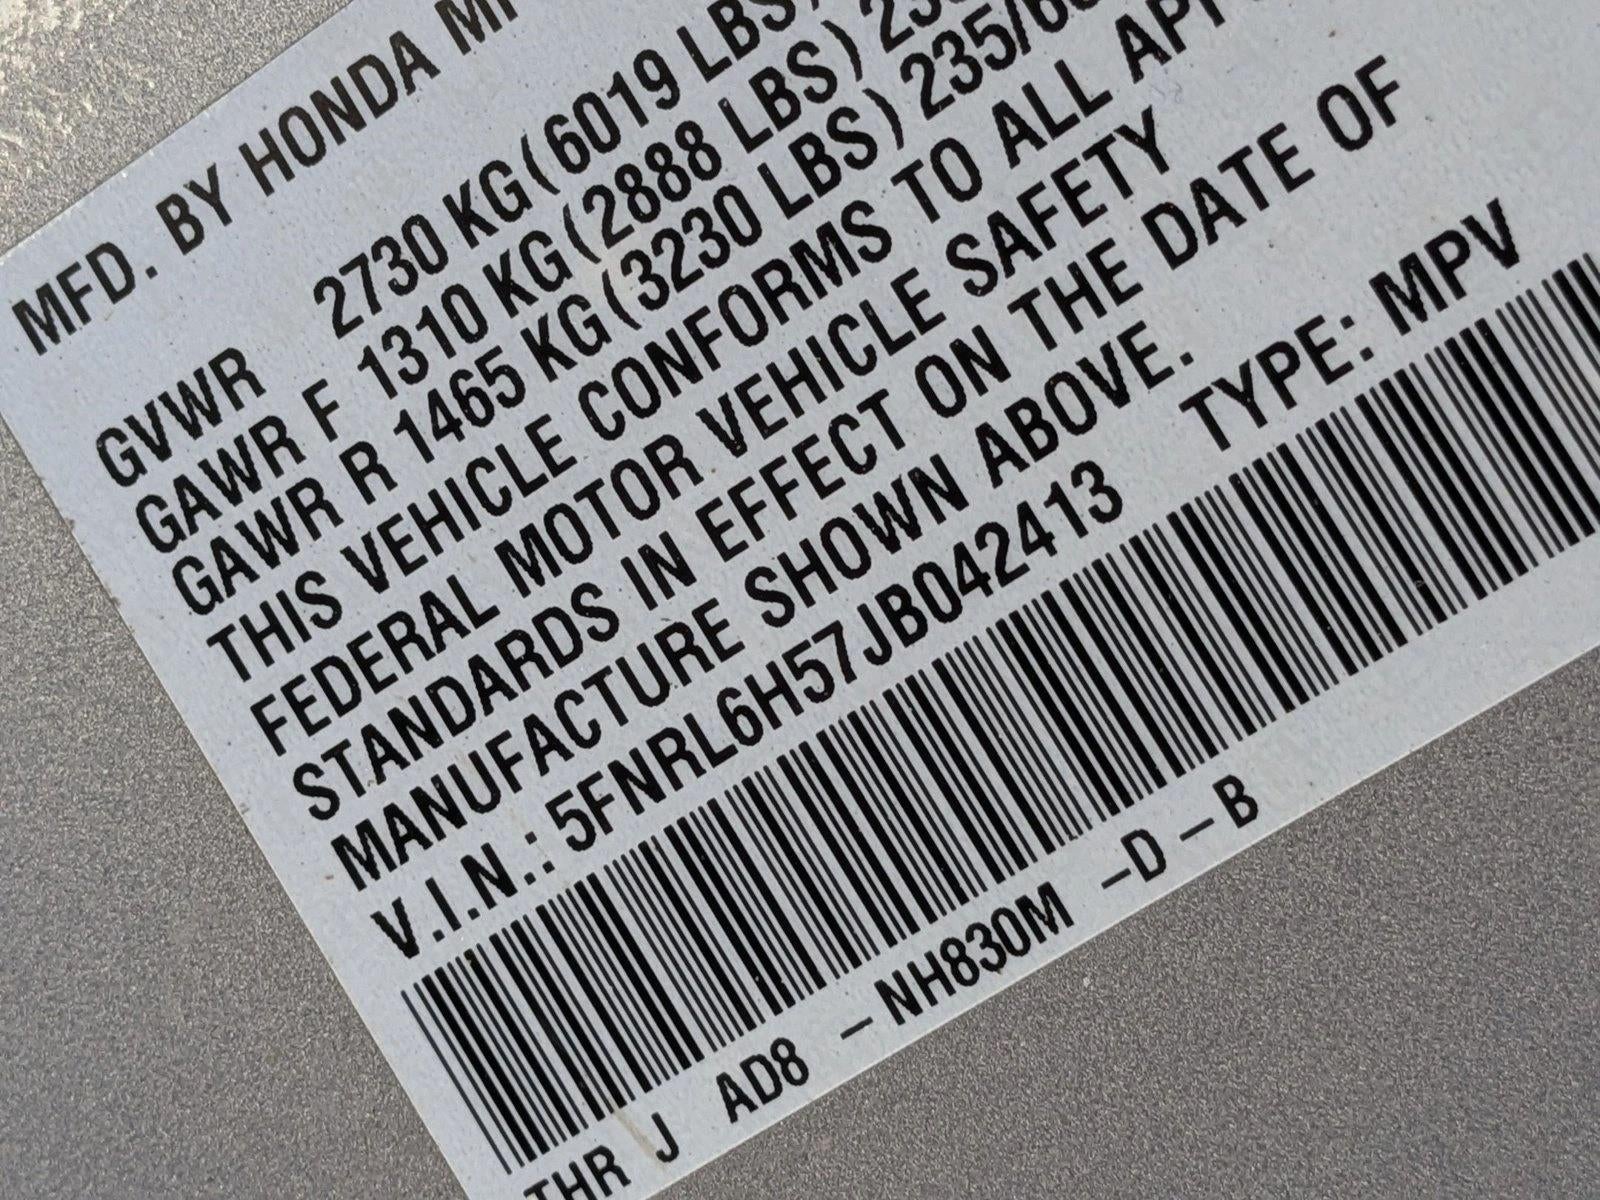 MFD. BY HONDA
GVWR 2730 KG(6019 LBS)
GAWR F 1310 KG(2888 LBS)
GAWR R 1465 KG(3230 LBS) 235/
THIS VEHICLE CONFORMS TO ALL
FEDERAL MOTOR VEHICLE SAFETY
STANDARDS IN EFFECT ON THE DATE OF
MANUFACTURE SHOWN ABOVE.
V.I.N.: 5FNRL6H57JB042413 TYPE: MPV
THR J AD8 -NH830M -D-B